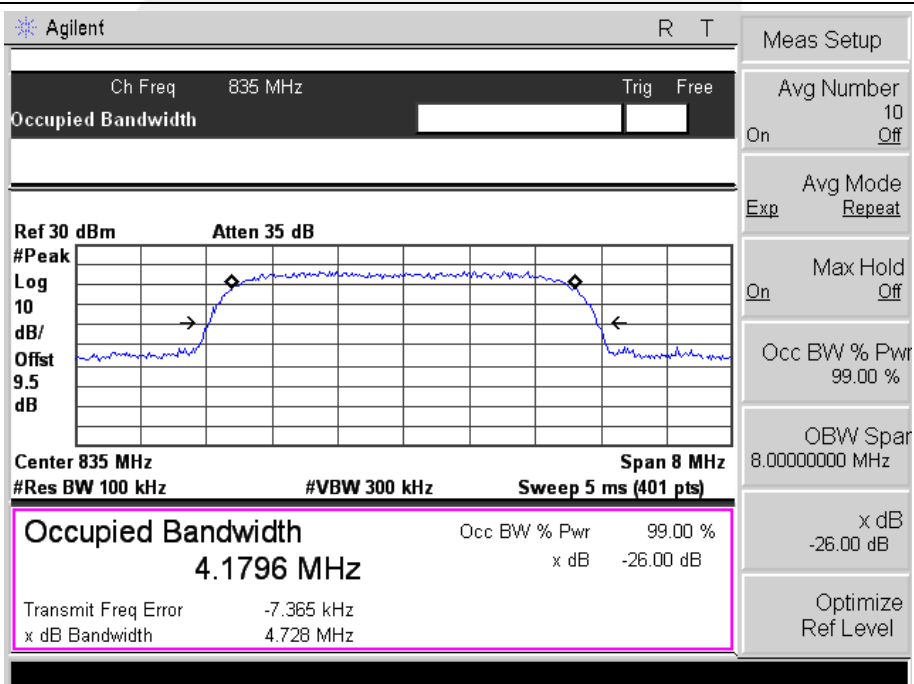 Agilent R T
Ch Freq 835 MHz Trig Free
Occupied Bandwidth
Ref 30 dBm Atten 35 dB
#Peak
Log
10
dB/
Offst
9.5
dB
Center 835 MHz Span 8 MHz
#Res BW 100 kHz #VBW 300 kHz Sweep 5 ms (401 pts)
Occupied Bandwidth Occ BW % Pwr 99.00 %
4.1796 MHz x dB -26.00 dB
Transmit Freq Error -7.365 kHz
x dB Bandwidth 4.728 MHz
Meas Setup
Avg Number
10
On Off
Avg Mode
Exp Repeat
Max Hold
On Off
Occ BW % Pwr
99.00 %
OBW Spar
8.00000000 MHz
x dB
-26.00 dB
Optimize
Ref Level